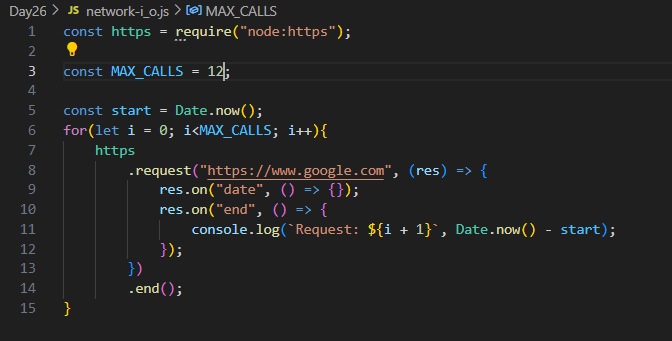 Day26 > JS network-i_o.js > MAX_CALLS
1 const https = require("node:https");
2
3 const MAX_CALLS = 12;
4
5 const start = Date.now();
6 for(let i = 0; i<MAX_CALLS; i++){
7     https
8         .request("https://www.google.com", (res) => {
9             res.on("date", () => {});
10             res.on("end", () => {
11                 console.log(`Request: ${i + 1}`, Date.now() - start);
12             });
13         })
14         .end();
15 }